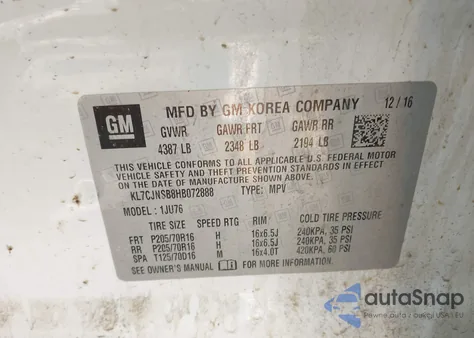 GM
MFD BY GM KOREA COMPANY 12/16
GVWR GAWR FRT GAWR RR
4387 LB 2348 LB 2194 LB
THIS VEHICLE CONFORMS TO ALL APPLICABLE U.S. FEDERAL MOTOR
VEHICLE SAFETY AND THEFT PREVENTION STANDARDS IN EFFECT
ON THE DATE OF MANUFACTURE SHOWN ABOVE.
KL7CJNSB8HB072888 TYPE: MPV
MODEL: 1JU76
TIRE SIZE SPEED RTG RIM COLD TIRE PRESSURE
FRT P205/70R16 H 16x6.5J 240KPA, 35 PSI
RR P205/70R16 H 16x6.5J 240KPA, 35 PSI
SPA T125/70D16 M 16x4.0T 420KPA, 60 PSI
SEE OWNER'S MANUAL FOR MORE INFORMATION.
autoSnap